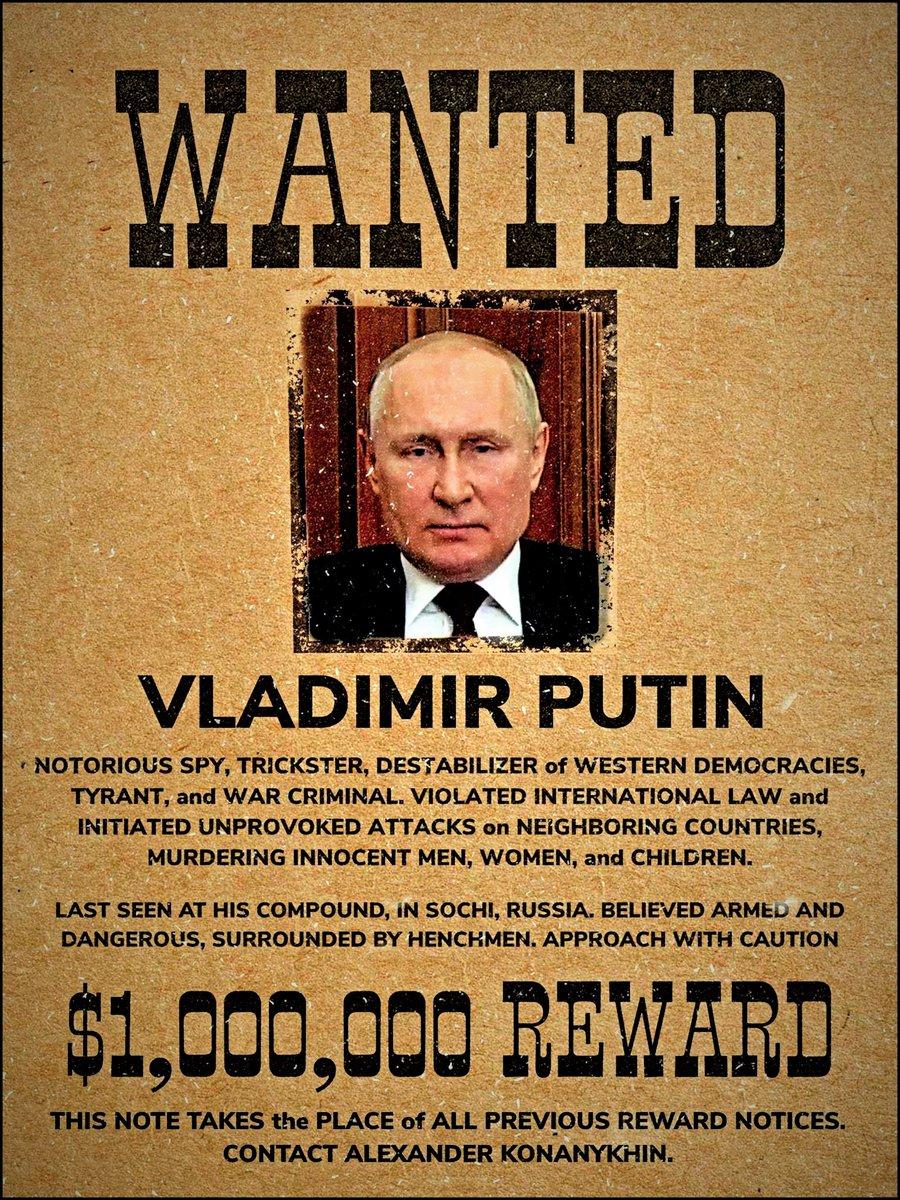 WANTED
VLADIMIR PUTIN
NOTORIOUS SPY, TRICKSTER, DESTABILIZER of WESTERN DEMOCRACIES,
TYRANT, and WAR CRIMINAL. VIOLATED INTERNATIONAL LAW and
INITIATED UNPROVOKED ATTACKS on NEIGHBORING COUNTRIES,
MURDERING INNOCENT MEN, WOMEN, and CHILDREN.
LAST SEEN AT HIS COMPOUND, IN SOCHI, RUSSIA. BELIEVED ARMED AND
DANGEROUS, SURROUNDED BY HENCHMEN. APPROACH WITH CAUTION
$1,000,000 REWARD
THIS NOTE TAKES the PLACE of ALL PREVIOUS REWARD NOTICES.
CONTACT ALEXANDER KONANYKHIN.